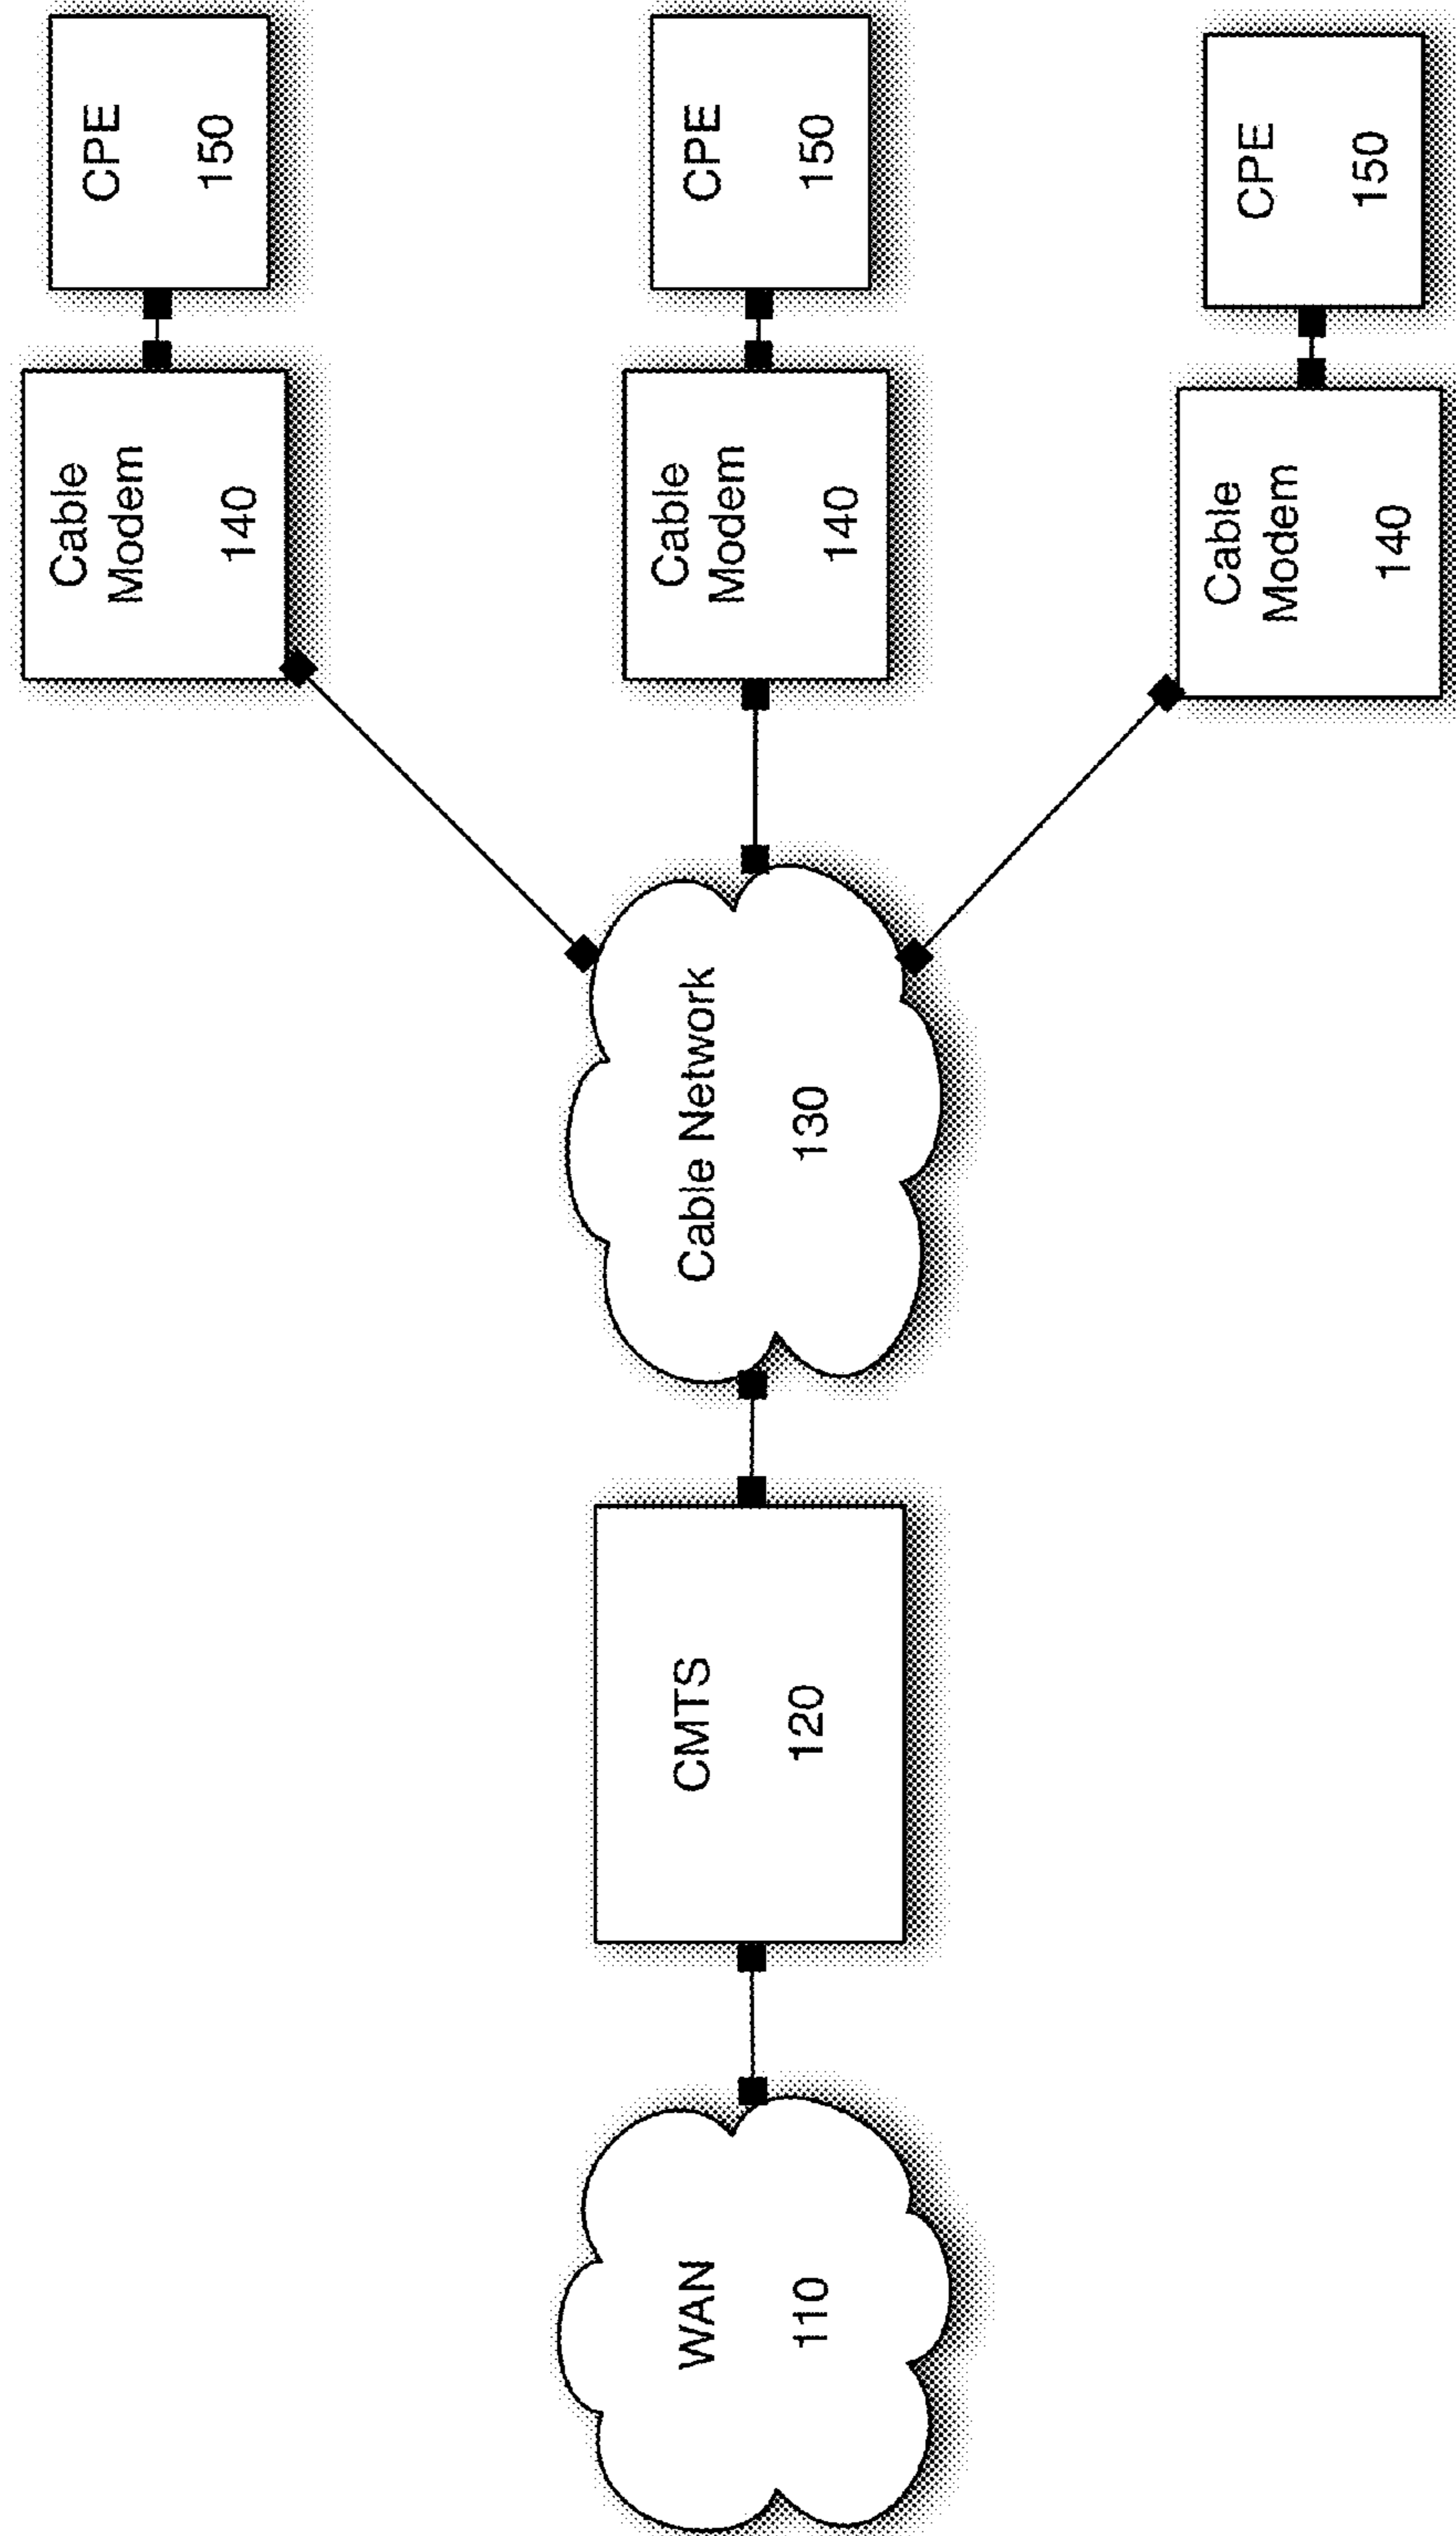 WAN
110
CMTS
120
Cable Network
130
Cable
Modem
140
CPE
150
Cable
Modem
140
CPE
150
Cable
Modem
140
CPE
150